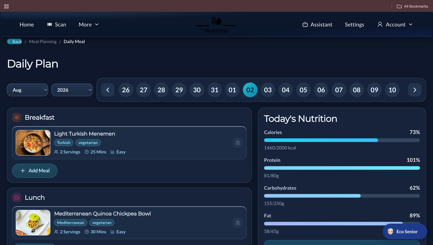 All Bookmarks
Home
Scan
More
Assistant
Settings
Account
Back / Meal Planning / Daily Meal
Daily Plan
Aug
2026
26 27 28 29 30 31 01 02 03 04 05 06 07 08 09 10
Breakfast
Light Turkish Menemen
Turkish vegetarian
2 Servings 25 Mins Easy
+ Add Meal
Lunch
Mediterranean Quinoa Chickpea Bowl
Mediterranean vegetarian
2 Servings 30 Mins Easy
Today's Nutrition
Calories 73%
1460/2000 kcal
Protein 101%
81/80g
Carbohydrates 62%
155/250g
Fat 89%
58/65g
Eco Senior